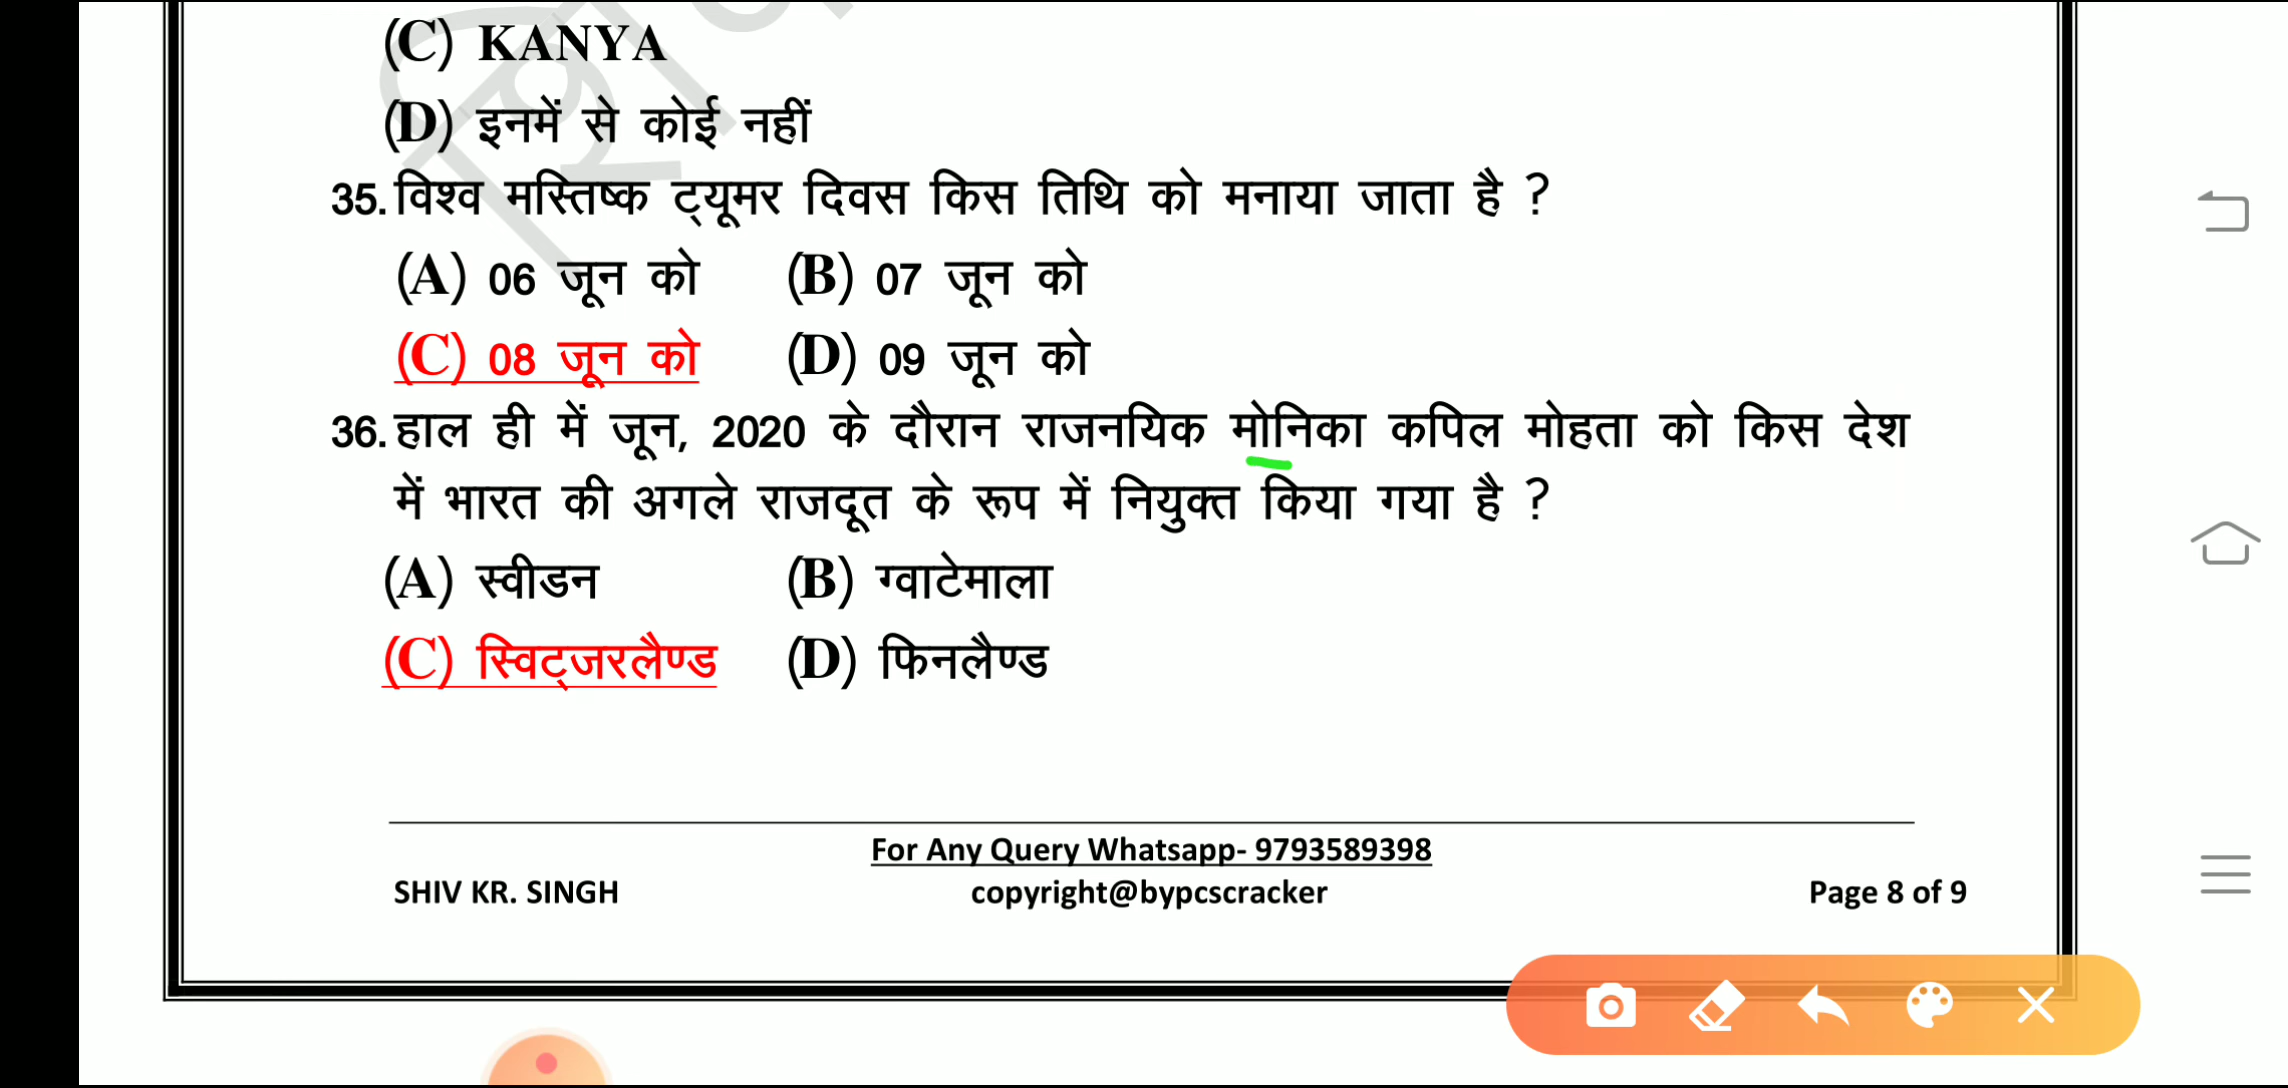 (C) KANYA
(D) इनमें से कोई नहीं
35. विश्व मस्तिष्क ट्यूमर दिवस किस तिथि को मनाया जाता है ?
(A) 06 जून को (B) 07 जून को
(C) 08 जून को (D) 09 जून को
36. हाल ही में जून, 2020 के दौरान राजनयिक मोनिका कपिल मोहता को किस देश
में भारत की अगले राजदूत के रूप में नियुक्त किया गया है ?
(A) स्वीडन (B) ग्वाटेमाला
(C) स्विट्जरलैण्ड (D) फिनलैण्ड
For Any Query Whatsapp- 9793589398
SHIV KR. SINGH copyright@bypcscracker Page 8 of 9